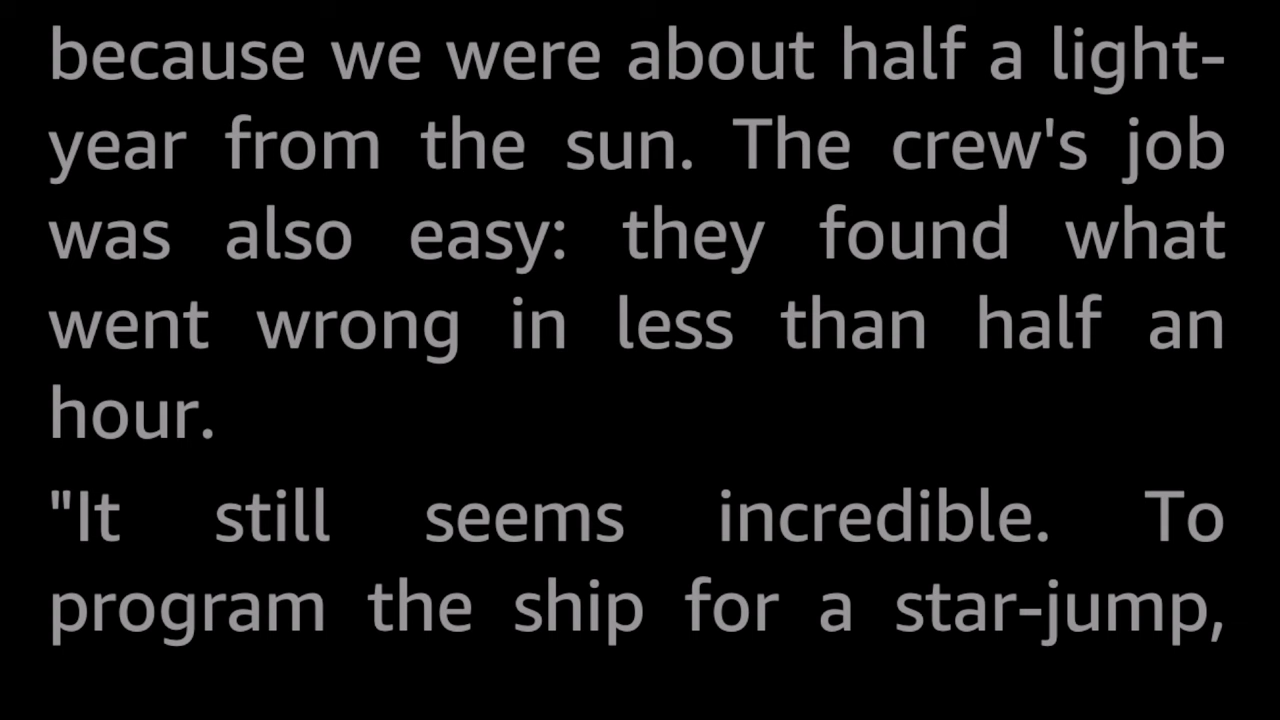 because we were about half a light-
year from the sun. The crew's job
was also easy: they found what
went wrong in less than half an
hour.
"It still seems incredible. To
program the ship for a star-jump,